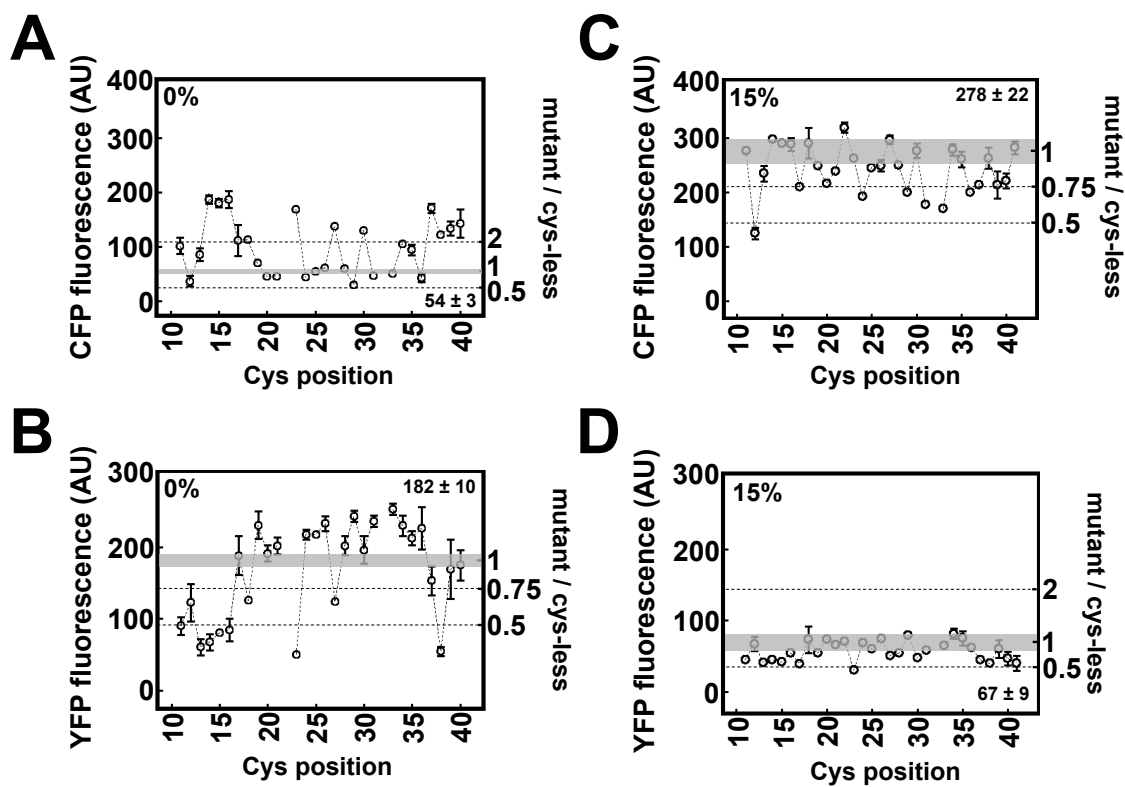 A
CFP fluorescence (AU)
400
300
200
100
0
0%
54 ± 3
2
1
0.5
mutant / cys-less
10 15 20 25 30 35 40
Cys position
C
CFP fluorescence (AU)
400
300
200
100
0
15%
278 ± 22
1
0.75
0.5
mutant / cys-less
10 15 20 25 30 35 40
Cys position
B
YFP fluorescence (AU)
300
200
100
0
0%
182 ± 10
1
0.75
0.5
mutant / cys-less
10 15 20 25 30 35 40
Cys position
D
YFP fluorescence (AU)
300
200
100
0
15%
67 ± 9
2
1
0.5
mutant / cys-less
10 15 20 25 30 35 40
Cys position